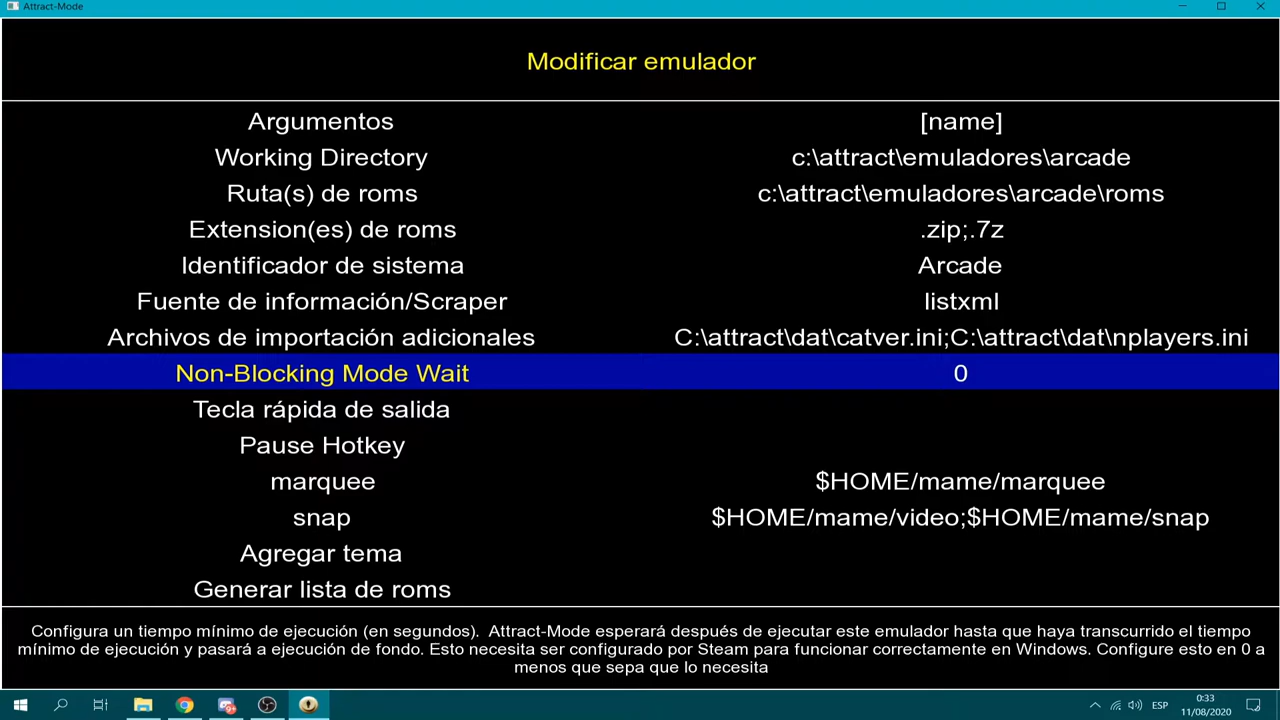 Attract-Mode
Modificar emulador
Argumentos [name]
Working Directory c:\attract\emuladores\arcade
Ruta(s) de roms c:\attract\emuladores\arcade\roms
Extension(es) de roms .zip;.7z
Identificador de sistema Arcade
Fuente de información/Scraper listxml
Archivos de importación adicionales C:\attract\dat\catver.ini;C:\attract\dat\nplayers.ini
Non-Blocking Mode Wait 0
Tecla rápida de salida
Pause Hotkey
marquee $HOME/mame/marquee
snap $HOME/mame/video;$HOME/mame/snap
Agregar tema
Generar lista de roms
Configura un tiempo mínimo de ejecución (en segundos).  Attract-Mode esperará después de ejecutar este emulador hasta que haya transcurrido el tiempo
mínimo de ejecución y pasará a ejecución de fondo. Esto necesita ser configurado por Steam para funcionar correctamente en Windows. Configure esto en 0 a
menos que sepa que lo necesita
ESP
0:33
11/08/2020